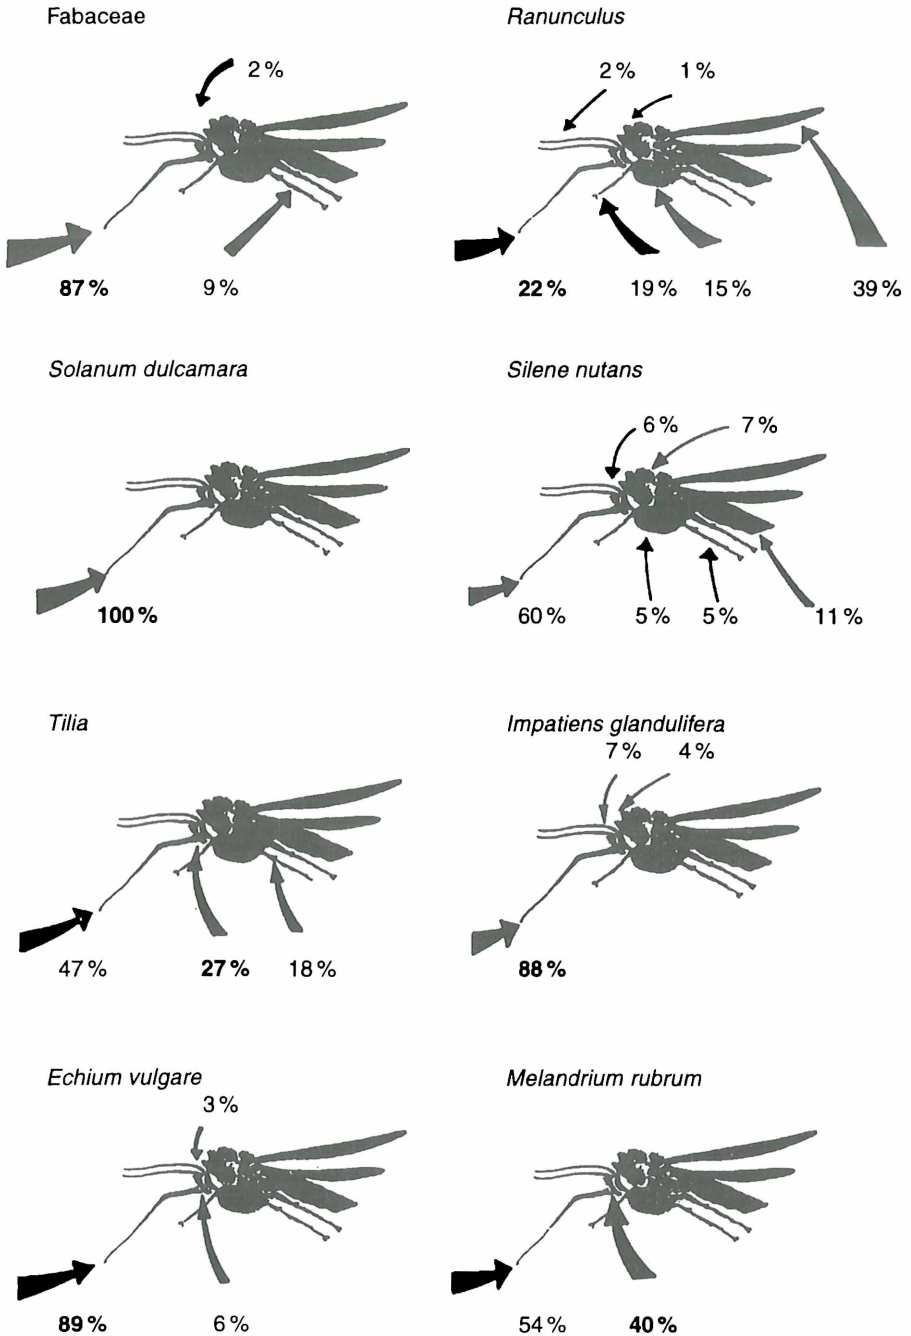 Fabaceae
2 %
87 % 9 %
Ranunculus
2 % 1 %
22 % 19 % 15 % 39 %
Solanum dulcamara
100 %
Silene nutans
6 % 7 %
60 % 5 % 5 % 11 %
Tilia
47 % 27 % 18 %
Impatiens glandulifera
7 % 4 %
88 %
Echium vulgare
3 %
89 % 6 %
Melandrium rubrum
54 % 40 %